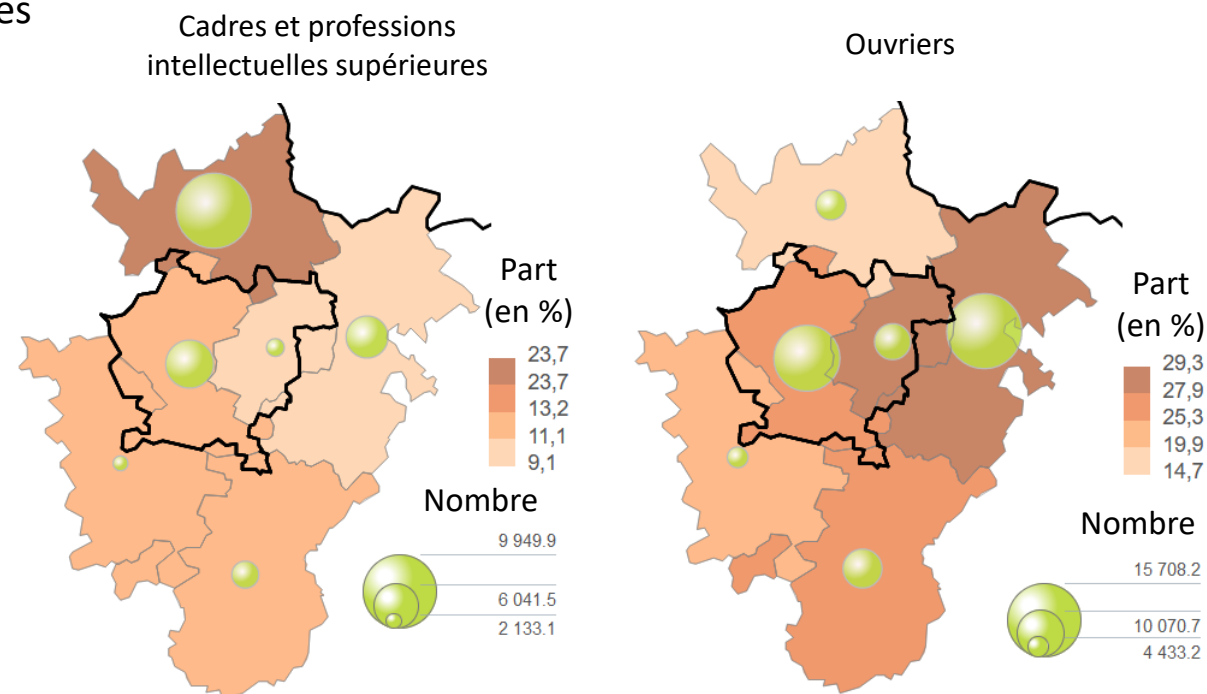 es
Cadres et professions
intellectuelles supérieures
Part
(en %)
23,7
23,7
13,2
11,1
9,1
Nombre
9 949.9
6 041.5
2 133.1
Ouvriers
Part
(en %)
29,3
27,9
25,3
19,9
14,7
Nombre
15 708.2
10 070.7
4 433.2